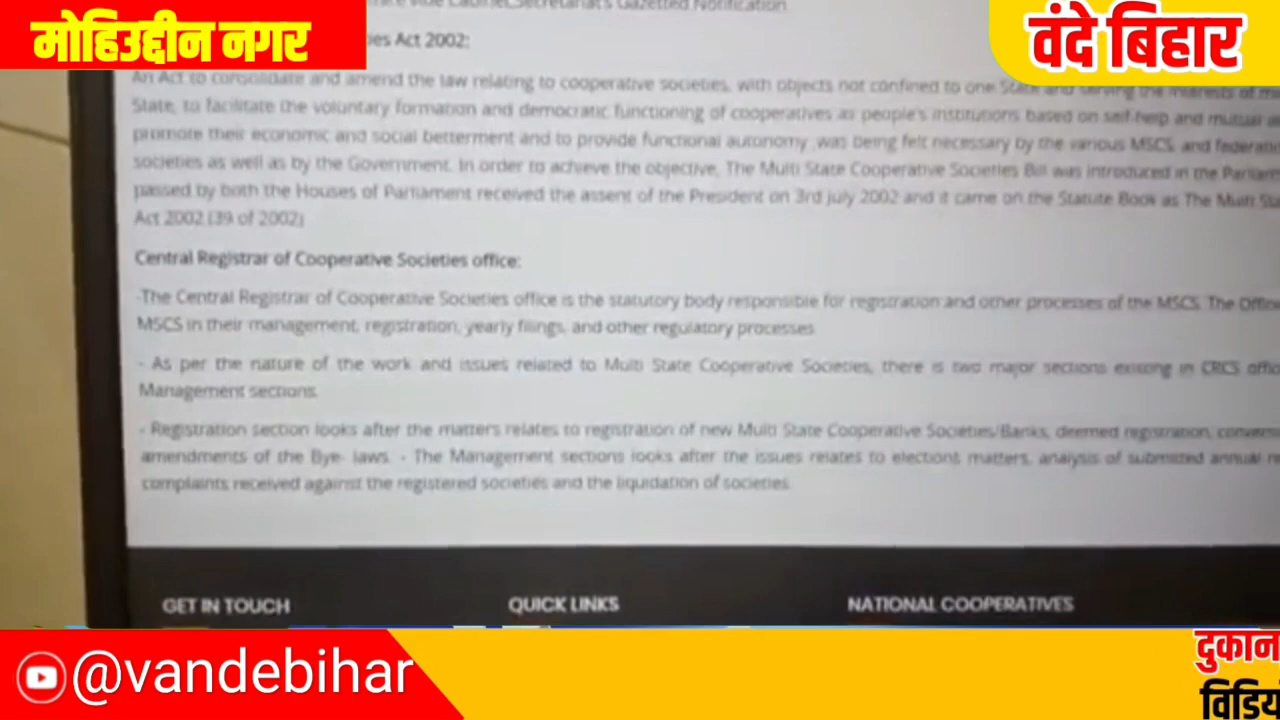 मोहिउद्दीन नगर
वंदे बिहार
Cabinet Secretariat's Gazetted Notification
ies Act 2002:
An Act to consolidate and amend the law relating to cooperative societies, with objects not confined to one State and serving the interests of
State, to facilitate the voluntary formation and democratic functioning of cooperatives as people's institutions based on self-help and mutual
promote their economic and social betterment and to provide functional autonomy ,was being felt necessary by the various MSCS and
societies as well as by the Government. In order to achieve the objective, The Multi State Cooperative Societies Bill was introduced in the
passed by both the Houses of Parliament received the assent of the President on 3rd july 2002 and it came on the Statute Book as The Multi
Act 2002 (39 of 2002)
Central Registrar of Cooperative Societies office:
-The Central Registrar of Cooperative Societies office is the statutory body responsible for registration and other processes of the MSCS. The
MSCS in their management, registration, yearly filings, and other regulatory processes
- As per the nature of the work and issues related to Multi State Cooperative Societies, there is two major sections existing in CRCS
Management sections.
- Registration section looks after the matters relates to registration of new Multi State Cooperative Societies/Banks, deemed registration,
amendments of the Bye- laws. - The Management sections looks after the issues relates to elections matters, analysis of submitted annual
complaints received against the registered societies and the liquidation of societies.
GET IN TOUCH
QUICK LINKS
NATIONAL COOPERATIVES
@vandebihar
दुकान